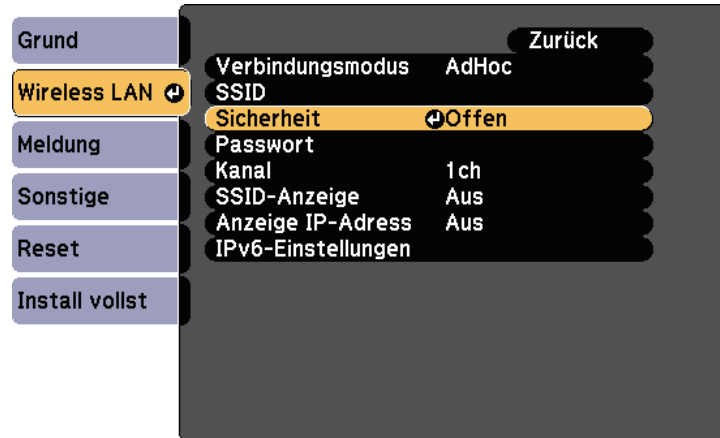 Grund
Wireless LAN
Meldung
Sonstige
Reset
Install vollst
Zurück
Verbindungsmodus AdHoc
SSID
Sicherheit Offen
Passwort
Kanal 1ch
SSID-Anzeige Aus
Anzeige IP-Adress Aus
IPv6-Einstellungen